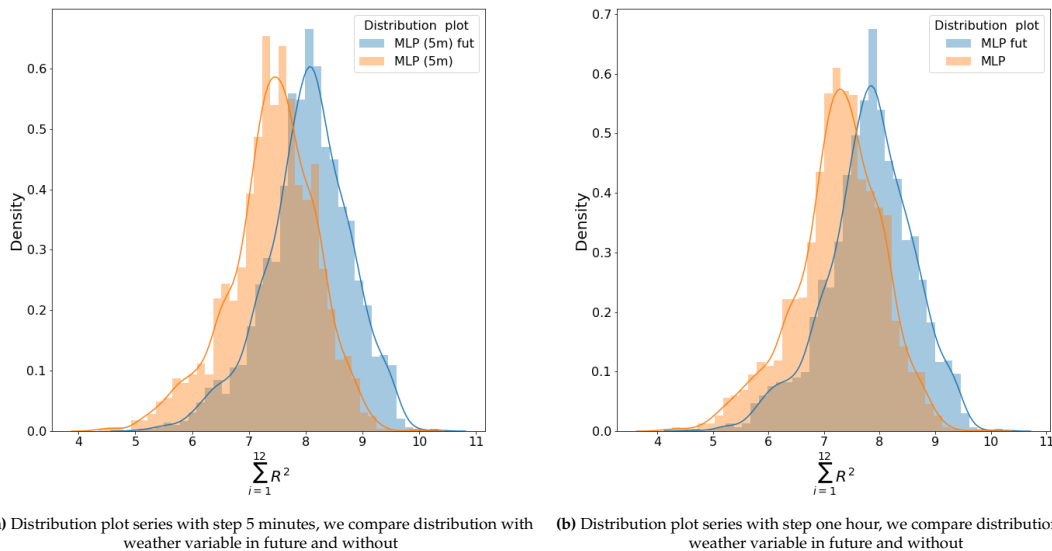 Distribution plot
MLP (5m) fut
MLP (5m)
Density
0.6
0.5
0.4
0.3
0.2
0.1
0.0
4 5 6 7 8 9 10 11
12
∑ R²
i = 1
Distribution plot
MLP fut
MLP
Density
0.7
0.6
0.5
0.4
0.3
0.2
0.1
0.0
4 5 6 7 8 9 10 11
12
∑ R²
i = 1
) Distribution plot series with step 5 minutes, we compare distribution with
weather variable in future and without
(b) Distribution plot series with step one hour, we compare distributio
weather variable in future and without